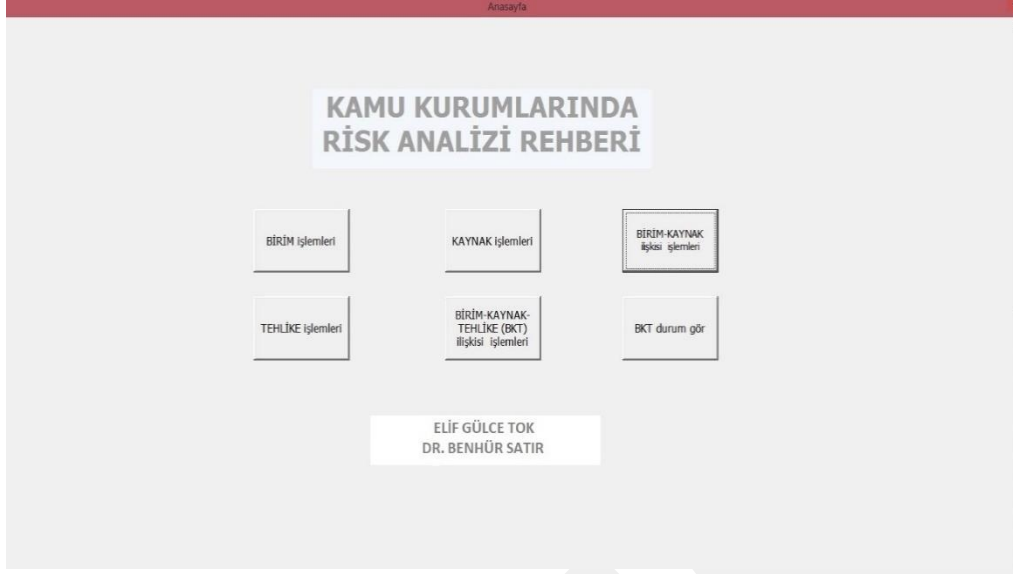 Anasayfa
KAMU KURUMLARINDA
RİSK ANALİZİ REHBERİ
BİRİM işlemleri
KAYNAK işlemleri
BİRİM-KAYNAK
ilişkisi işlemleri
TEHLİKE işlemleri
BİRİM-KAYNAK-
TEHLİKE (BKT)
ilişkisi işlemleri
BKT durum gör
ELİF GÜLCE TOK
DR. BENHÜR SATIR